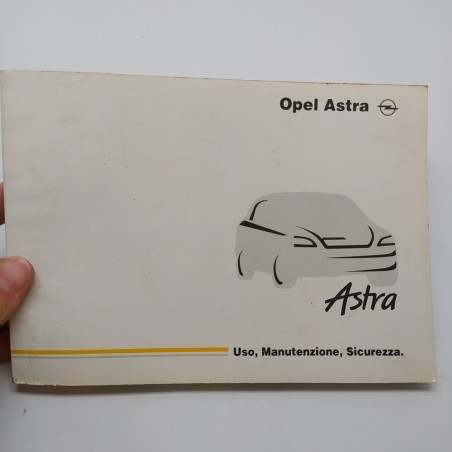 Opel Astra
Astra
Uso, Manutenzione, Sicurezza.